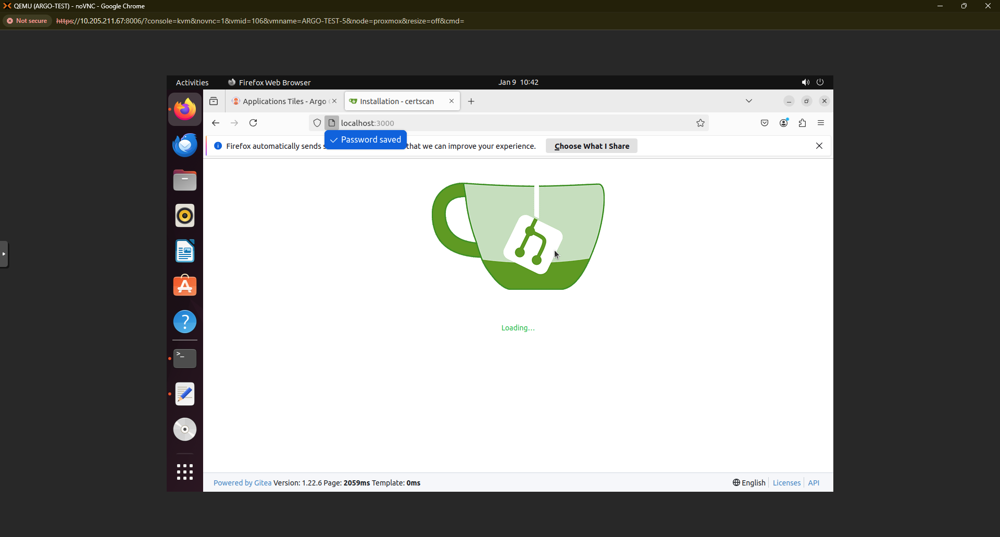 QEMU (ARGO-TEST) - noVNC - Google Chrome
Not secure https://10.205.211.67:8006/?console=kvm&novnc=1&vmid=106&vmname=ARGO-TEST-5&node=proxmox&resize=off&cmd=
Activities Firefox Web Browser Jan 9 10:42
Applications Tiles - Argo Installation - certscan
localhost:3000
Password saved
Firefox automatically sends that we can improve your experience. Choose What I Share
Loading...
Powered by Gitea Version: 1.22.6 Page: 2059ms Template: 0ms
English Licenses API